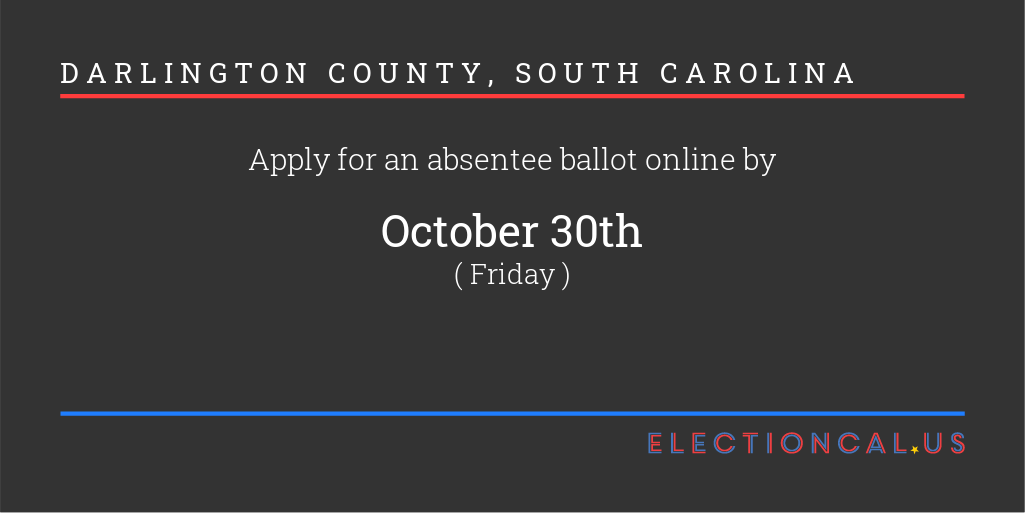 DARLINGTON COUNTY, SOUTH CAROLINA
Apply for an absentee ballot online by
October 30th
( Friday )
ELECTIONCAL.US